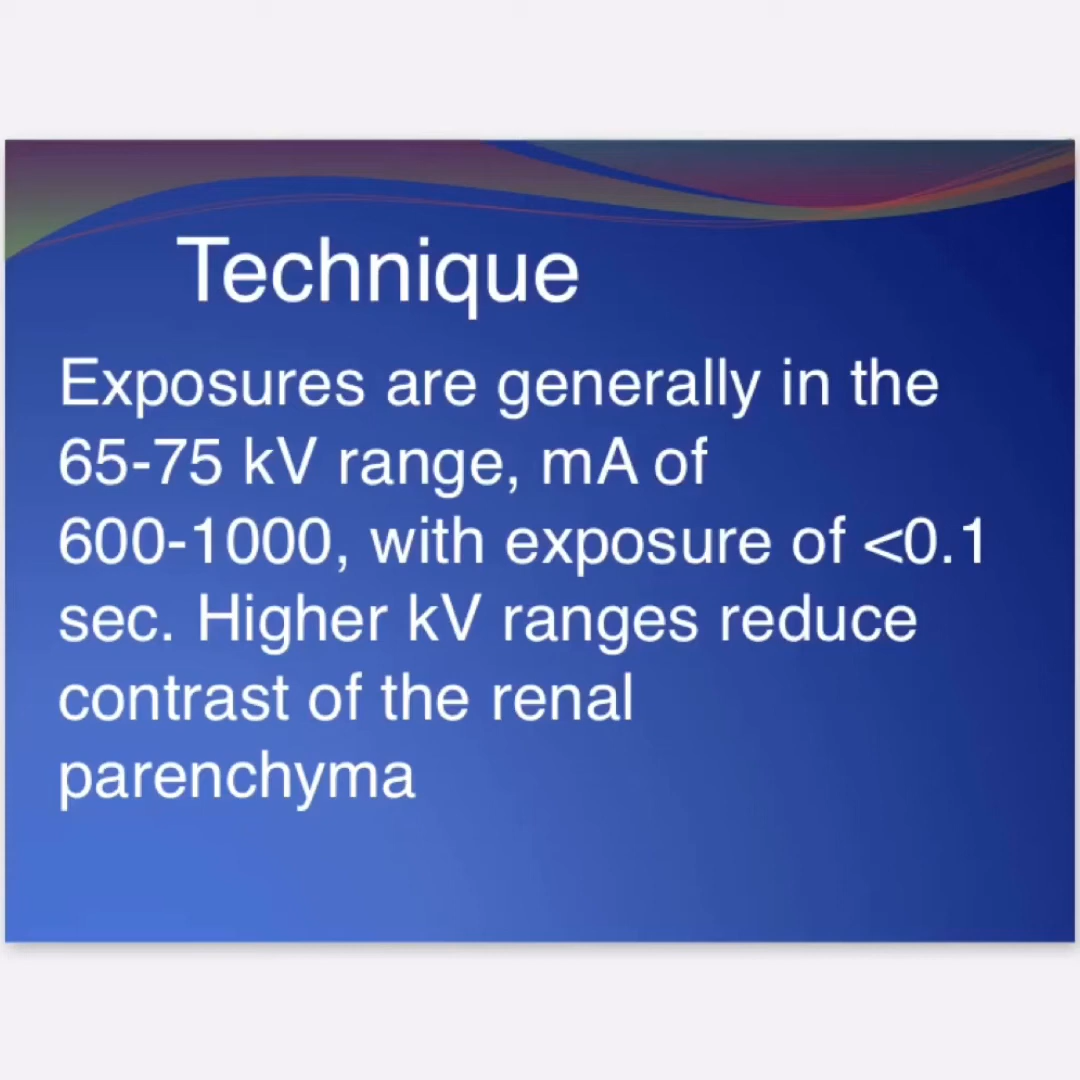 Technique
Exposures are generally in the
65-75 kV range, mA of
600-1000, with exposure of <0.1
sec. Higher kV ranges reduce
contrast of the renal
parenchyma